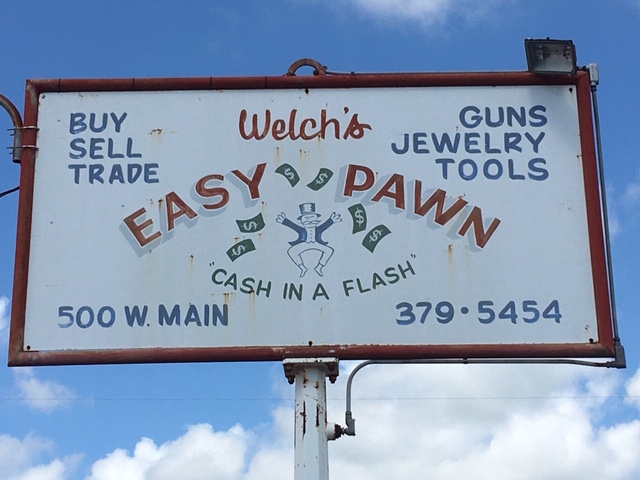 BUY
SELL
TRADE
Welch's
GUNS
JEWELRY
TOOLS
EASY PAWN
$ $
$ $
$ $
"CASH IN A FLASH"
500 W. MAIN
379·5454